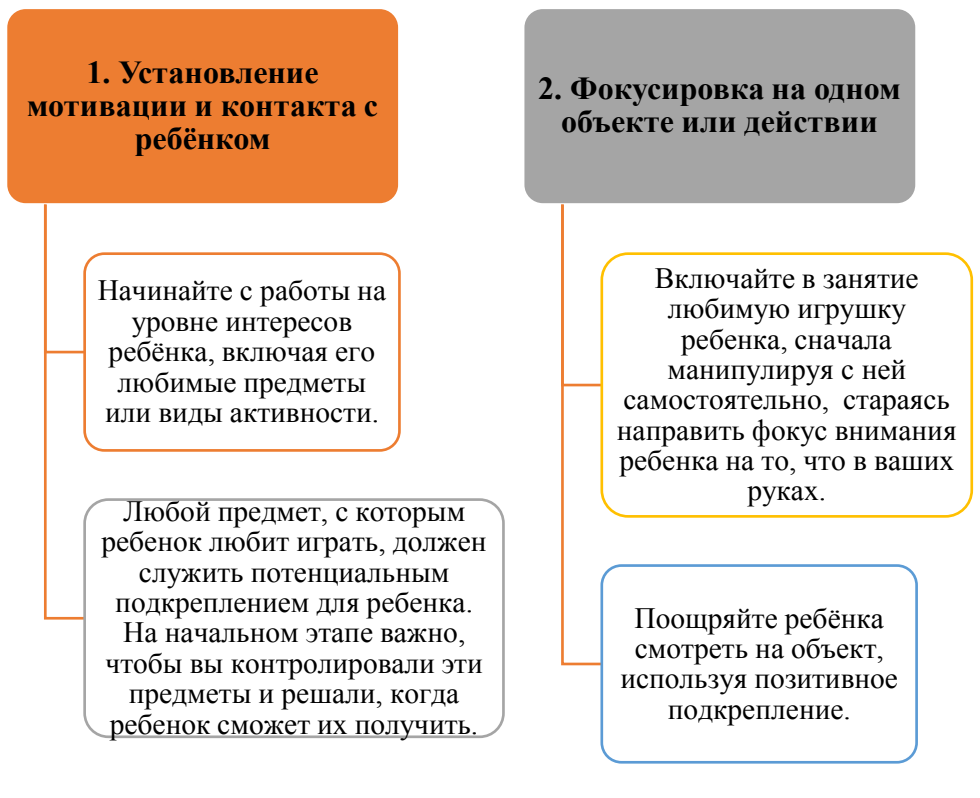 1. Установление
мотивации и контакта с
ребёнком
Начинайте с работы на
уровне интересов
ребёнка, включая его
любимые предметы
или виды активности.
Любой предмет, с которым
ребенок любит играть, должен
служить потенциальным
подкреплением для ребенка.
На начальном этапе важно,
чтобы вы контролировали эти
предметы и решали, когда
ребенок сможет их получить.
2. Фокусировка на одном
объекте или действии
Включайте в занятие
любимую игрушку
ребенка, сначала
манипулируя с ней
самостоятельно,  стараясь
направить фокус внимания
ребенка на то, что в ваших
руках.
Поощряйте ребёнка
смотреть на объект,
используя позитивное
подкрепление.